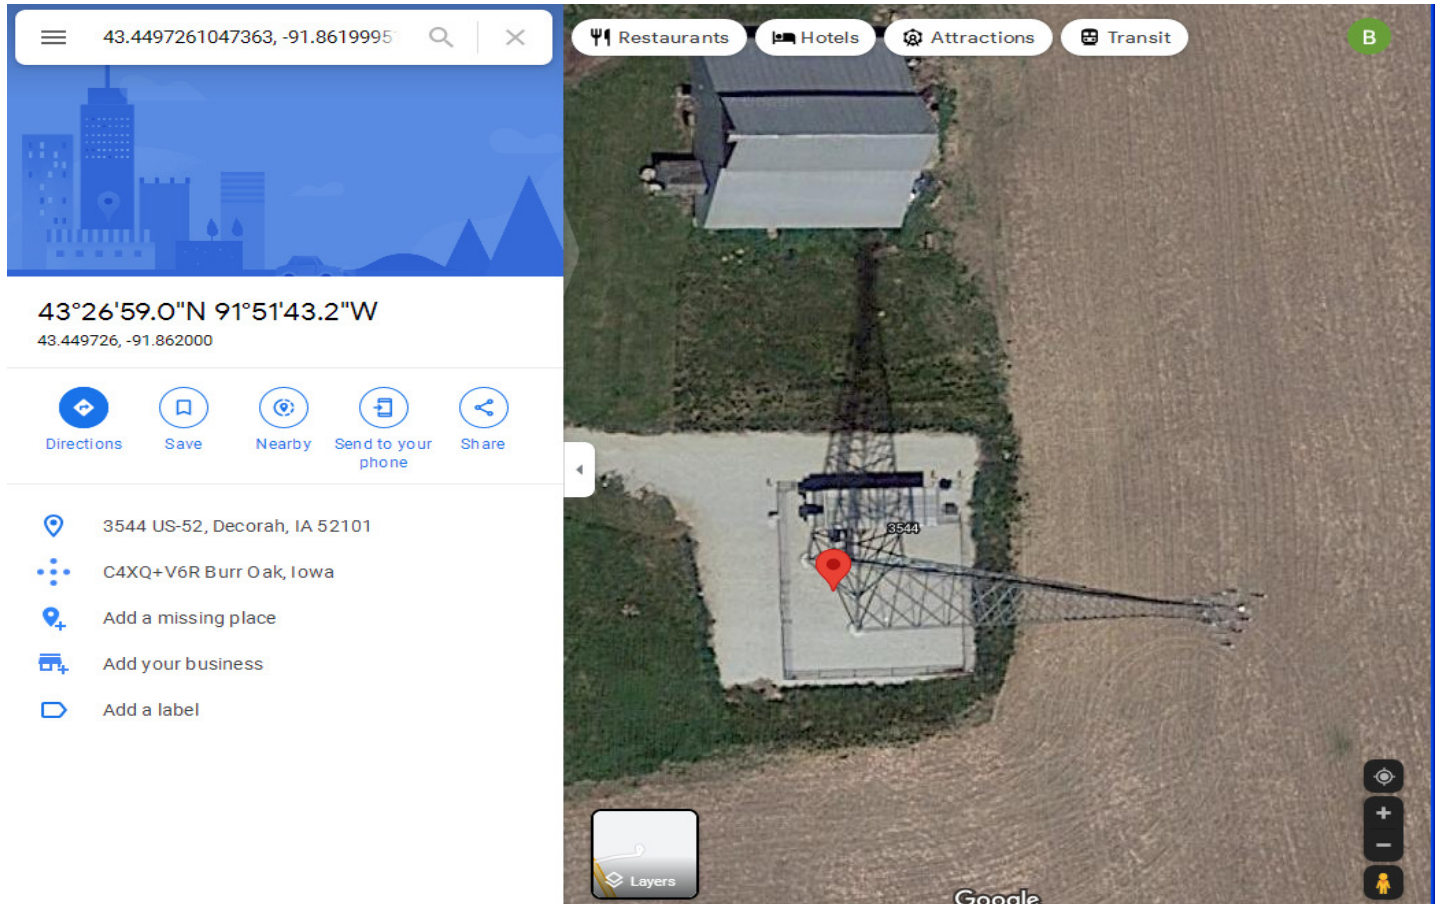 43.4497261047363, -91.8619995
Restaurants
Hotels
Attractions
Transit
B
43°26'59.0"N 91°51'43.2"W
43.449726, -91.862000
Directions
Save
Nearby
Send to your
phone
Share
3544 US-52, Decorah, IA 52101
C4XQ+V6R Burr Oak, Iowa
Add a missing place
Add your business
Add a label
3544
Layers
Google